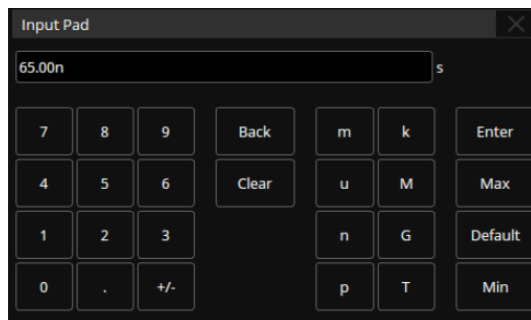 Input Pad
65.00n s
7 8 9 Back m k Enter
4 5 6 Clear u M Max
1 2 3 n G Default
0 . +/- p T Min